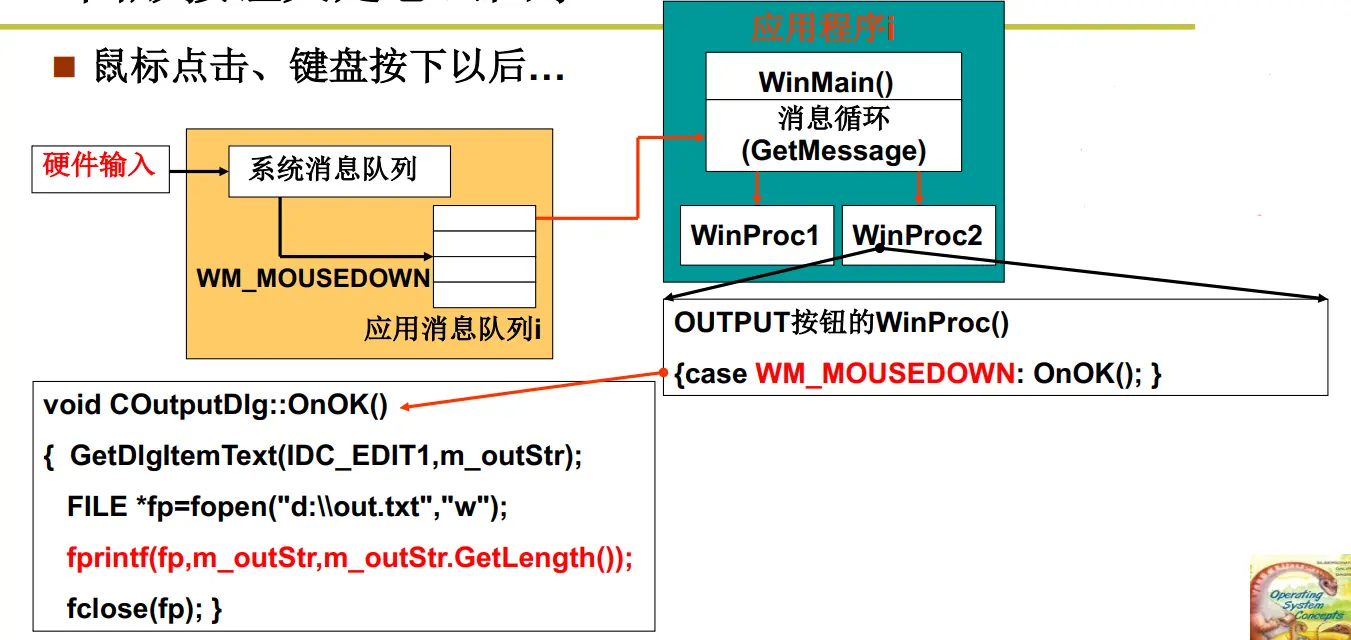 鼠标点击、键盘按下以后…
应用程序i
WinMain()
消息循环
(GetMessage)
WinProc1
WinProc2
硬件输入
系统消息队列
WM_MOUSEDOWN
应用消息队列i
OUTPUT按钮的WinProc()
{case WM_MOUSEDOWN: OnOK(); }
void COutputDlg::OnOK()
{ GetDlgItemText(IDC_EDIT1,m_outStr);
FILE *fp=fopen("d:\\out.txt","w");
fprintf(fp,m_outStr,m_outStr.GetLength());
fclose(fp); }
Operating
System
Concepts